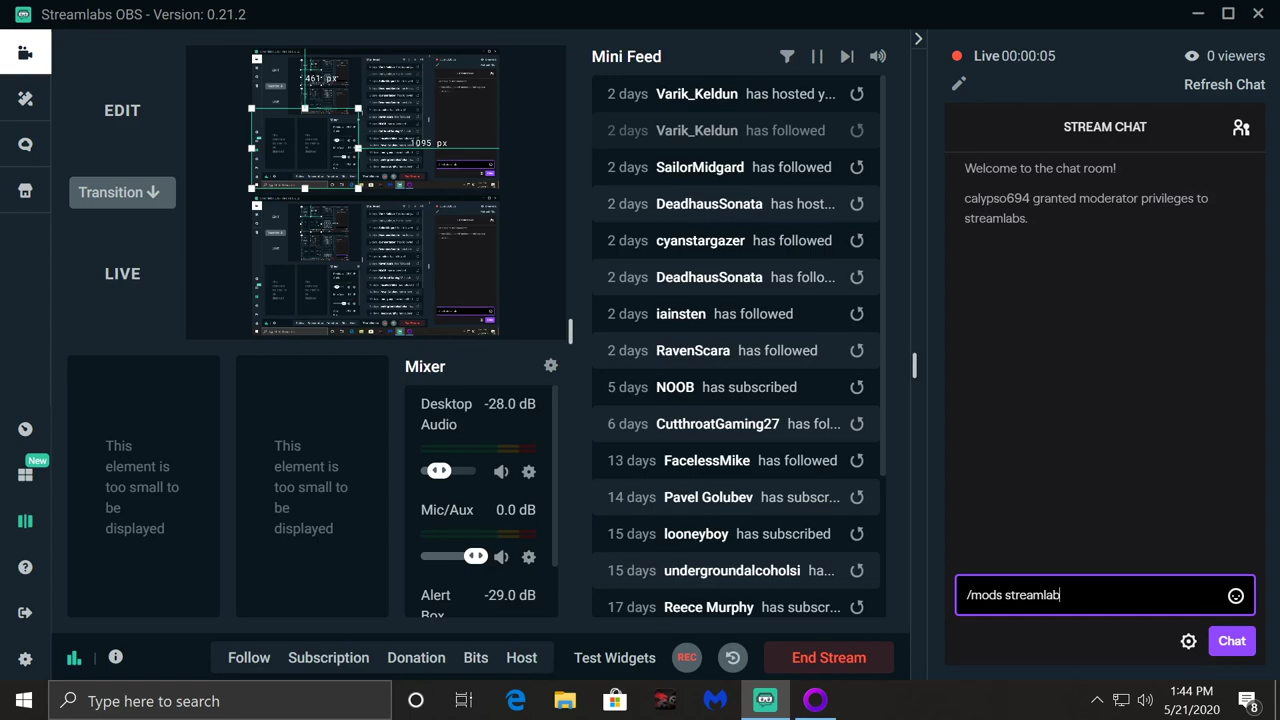 Streamlabs OBS - Version: 0.21.2
EDIT
Transition
LIVE
461 px
1095 px
Mini Feed
2 days Varik_Keldun has hoste...
2 days
2 days
2 days DeadhausSonata has host...
2 days cyanstargazer has followed
2 days DeadhausSonata has follo...
2 days iainsten has followed
2 days RavenScara has followed
5 days NOOB has subscribed
6 days CutthroatGaming27 has fol...
13 days FacelessMike has followed
14 days Pavel Golubev has subscr...
15 days looneyboy has subscribed
15 days undergroundalcoholsi ha...
17 days Reece Murphy has followed
Live 00:00:05
0 viewers
Refresh Chat
STREAM CHAT
Welcome to the chat room!
calypso694 granted moderator privileges to
streamlabs.
/mods streamlab
Chat
New
This
element is
too small to
be
displayed
This
element is
too small to
be
displayed
Mixer
Desktop
Audio
-28.0 dB
Mic/Aux
0.0 dB
Alert
Box
-29.0 dB
Follow
Subscription
Donation
Bits
Host
Test Widgets
REC
End Stream
Type here to search
1:44 PM
5/21/2020
8